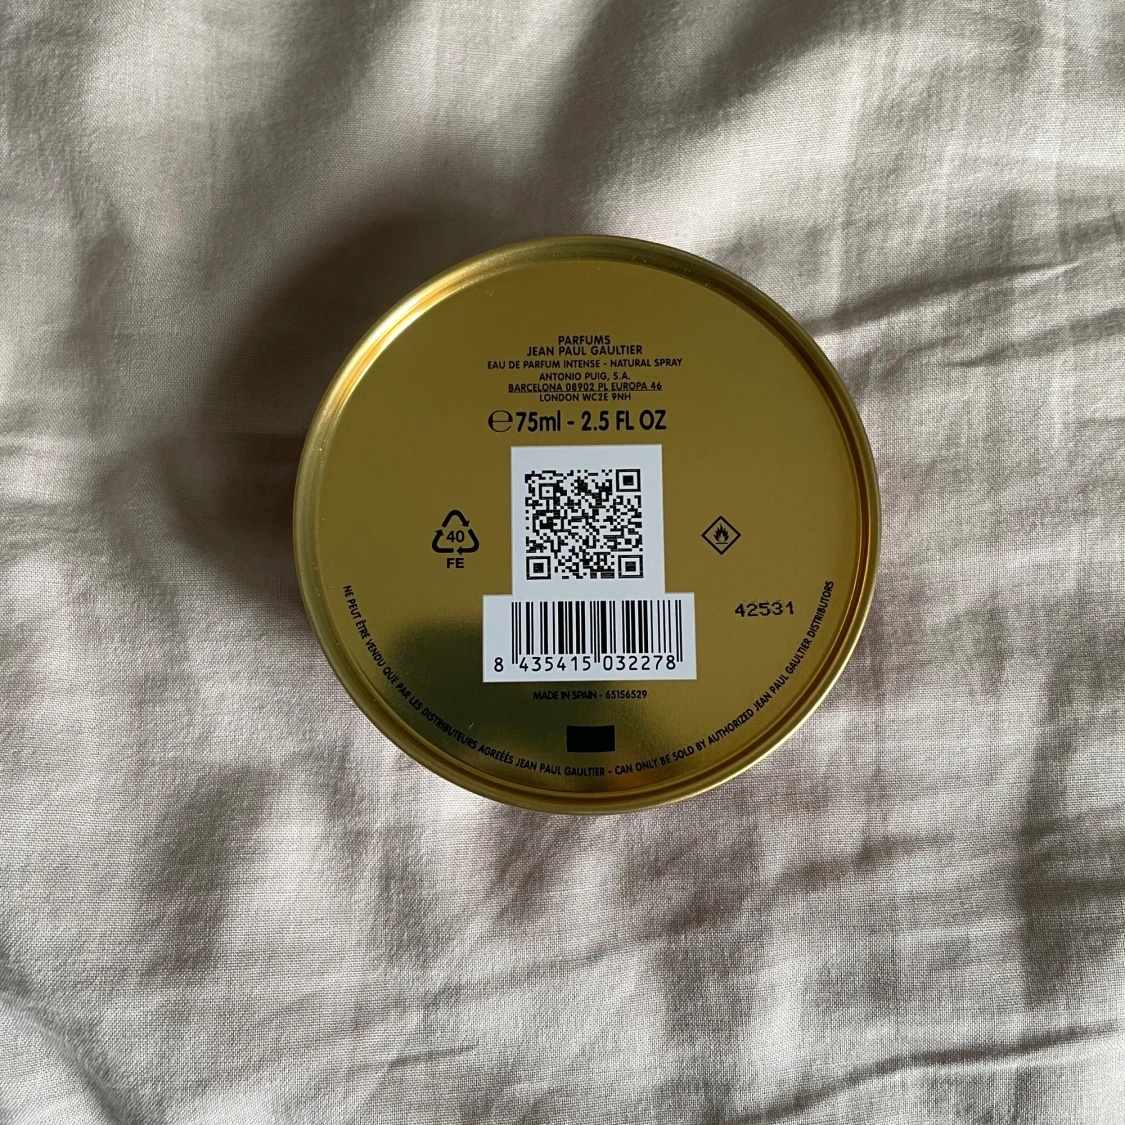 PARFUMS
JEAN PAUL GAULTIER
EAU DE PARFUM INTENSE - NATURAL SPRAY
ANTONIO PUIG, S.A.
BARCELONA 08902 PL EUROPA 46
LONDON WC2E 9NH
℮75ml - 2.5 FL OZ
40
FE
42531
8 435415 032278
MADE IN SPAIN - 65156529
NE PEUT ÊTRE VENDU QUE PAR LES DISTRIBUTEURS AGREÉÉS JEAN PAUL GAULTIER - CAN ONLY BE SOLD BY AUTHORIZED JEAN PAUL GAULTIER DISTRIBUTORS